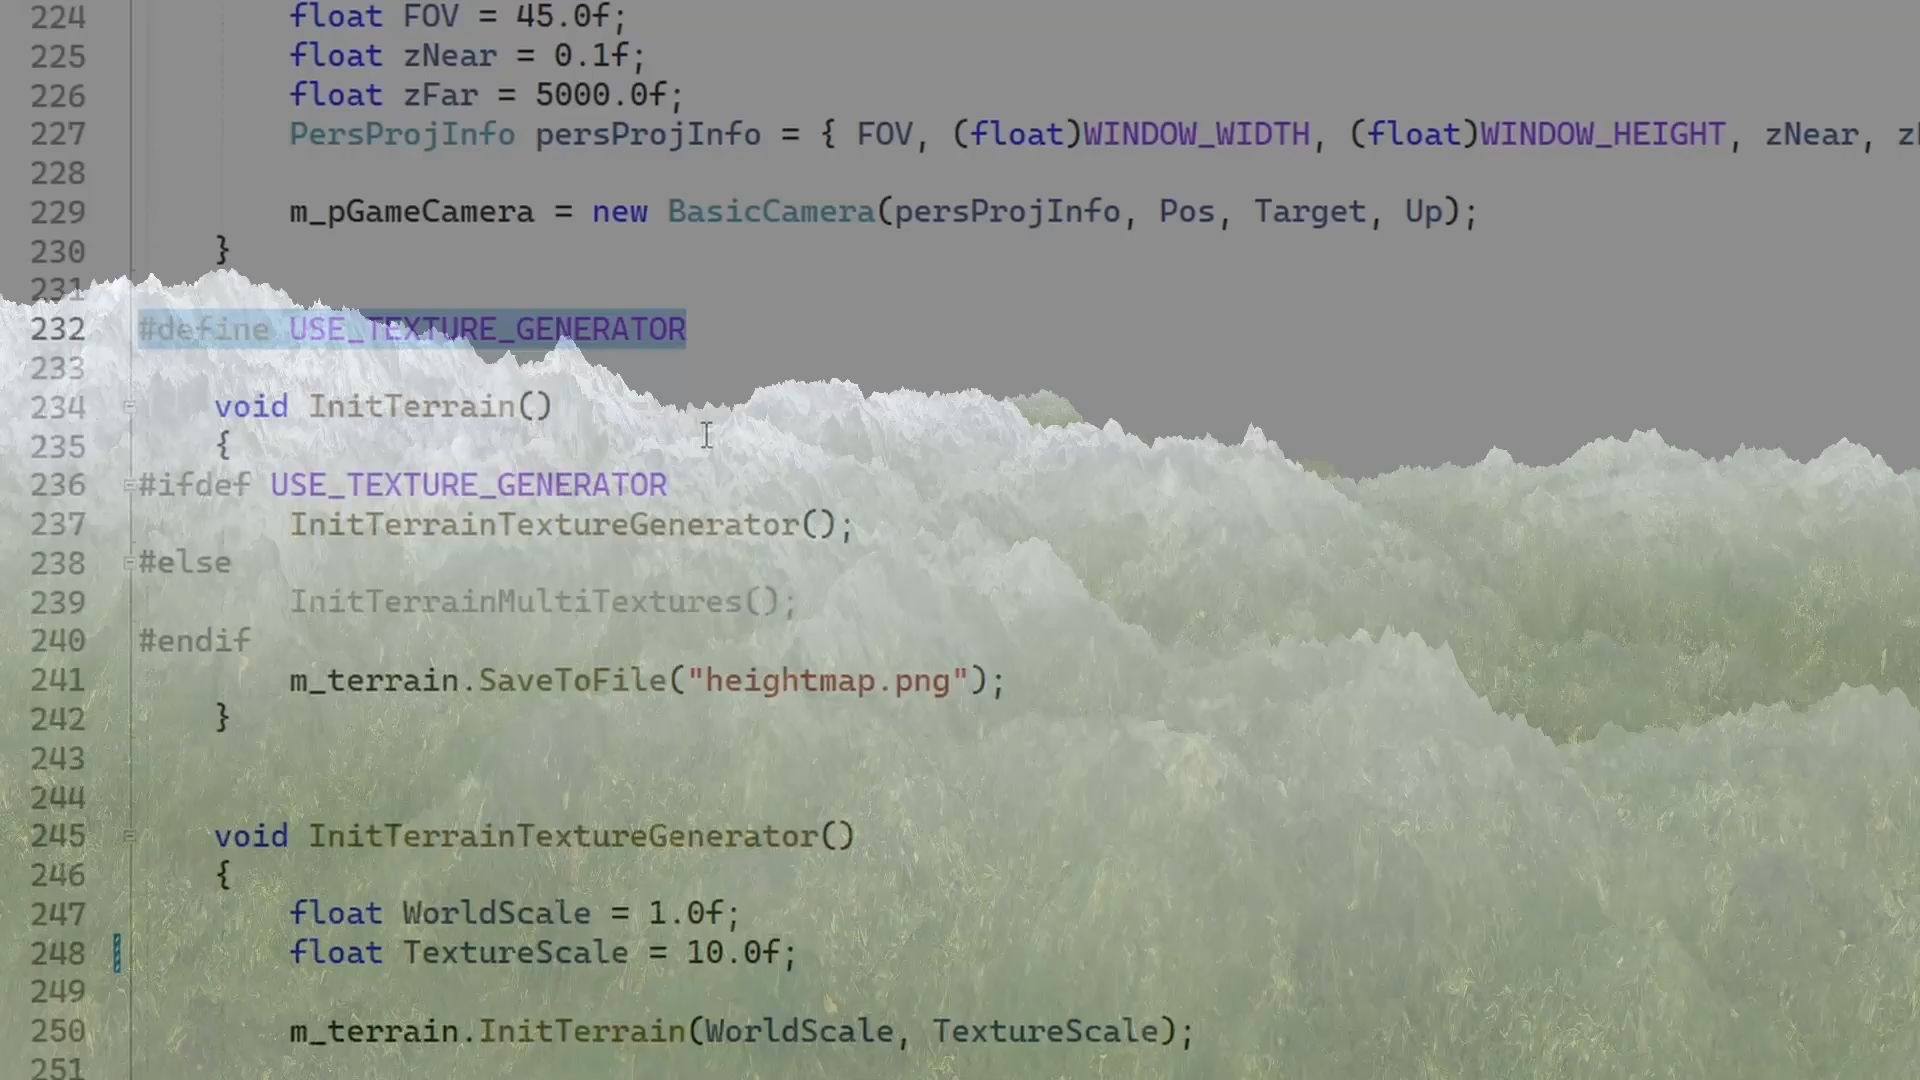 224 float FOV = 45.0f;
225 float zNear = 0.1f;
226 float zFar = 5000.0f;
227 PersProjInfo persProjInfo = { FOV, (float)WINDOW_WIDTH, (float)WINDOW_HEIGHT, zNear,
228
229 m_pGameCamera = new BasicCamera(persProjInfo, Pos, Target, Up);
230 }
231
232 #define USE_TEXTURE_GENERATOR
233
234 void InitTerrain()
235 {
236 #ifdef USE_TEXTURE_GENERATOR
237 InitTerrainTextureGenerator();
238 #else
239 InitTerrainMultiTextures();
240 #endif
241 m_terrain.SaveToFile("heightmap.png");
242 }
243
244
245 void InitTerrainTextureGenerator()
246 {
247 float WorldScale = 1.0f;
248 float TextureScale = 10.0f;
249
250 m_terrain.InitTerrain(WorldScale, TextureScale);
251